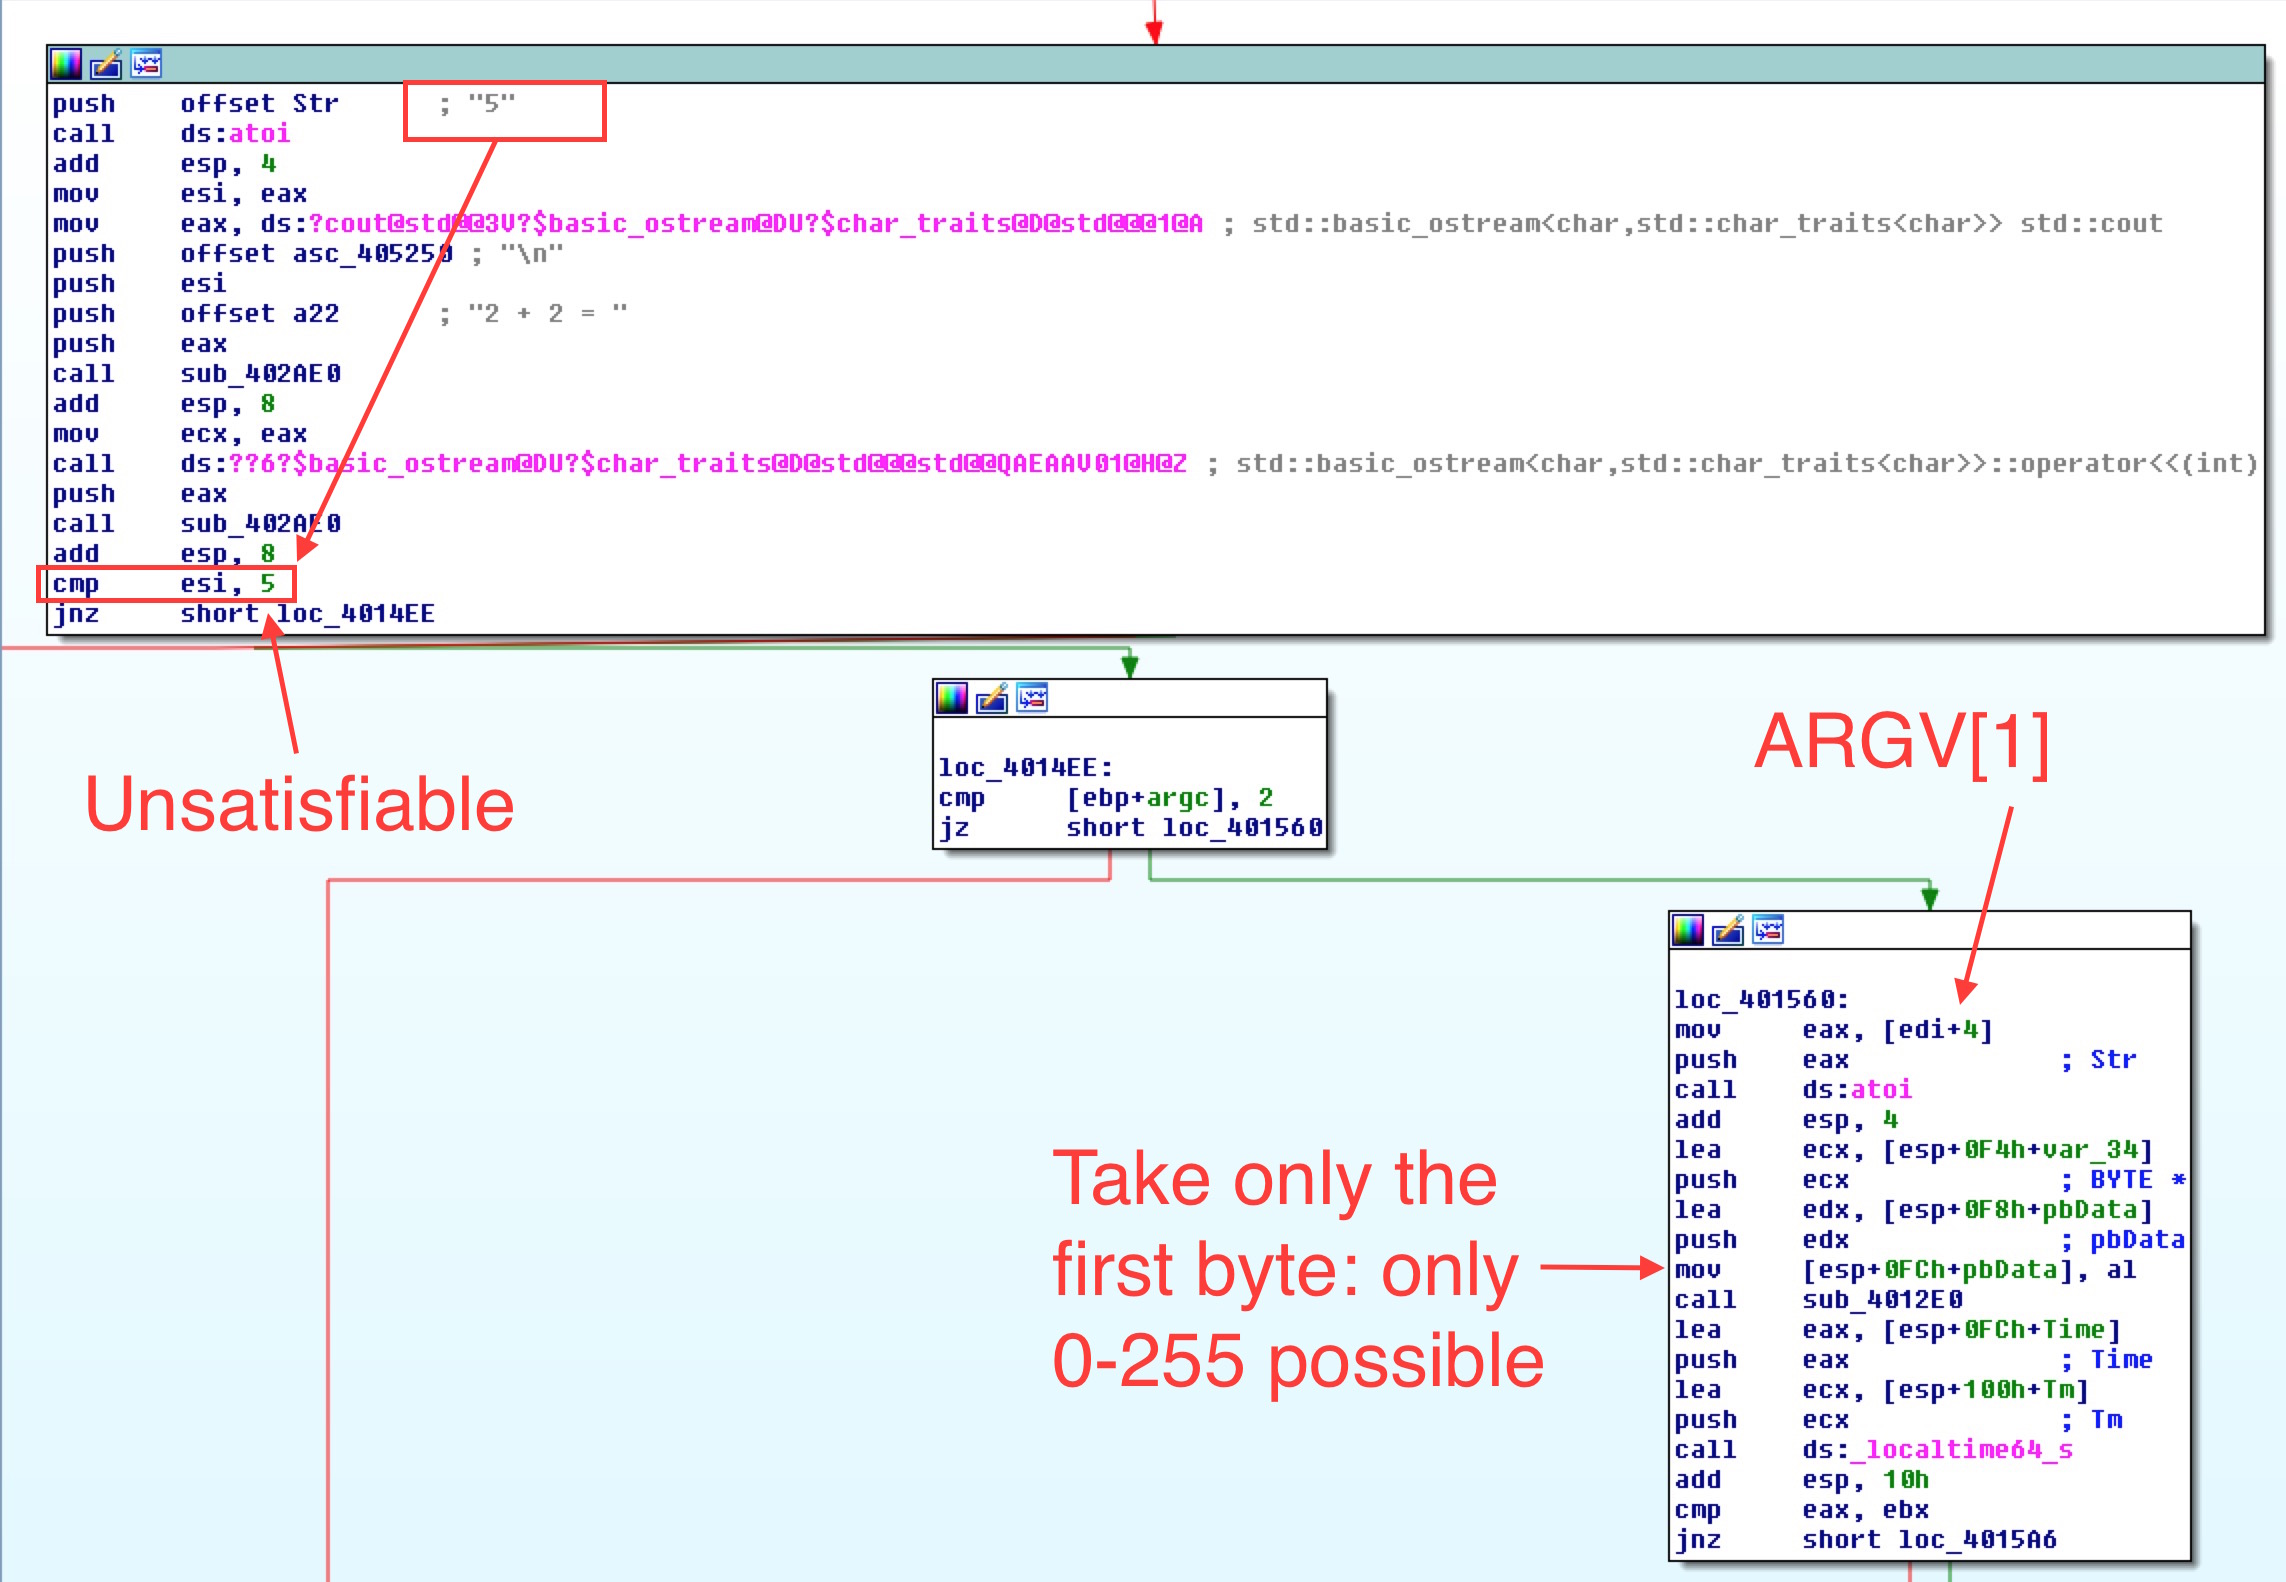 push offset Str ; "5"
call ds:atoi
add esp, 4
mov esi, eax
mov eax, ds:?cout@std@@3V?$basic_ostream@DU?$char_traits@D@std@@@1@A ; std::basic_ostream<char,std::char_traits<char>> std::cout
push offset asc_405250 ; "\n"
push esi
push offset a22 ; "2 + 2 = "
push eax
call sub_402AE0
add esp, 8
mov ecx, eax
call ds:??6?$basic_ostream@DU?$char_traits@D@std@@@std@@QAEAAV01@H@Z ; std::basic_ostream<char,std::char_traits<char>>::operator<<(int)
push eax
call sub_402AE0
add esp, 8
cmp esi, 5
jnz short loc_4014EE
Unsatisfiable
loc_4014EE:
cmp [ebp+argc], 2
jz short loc_401560
ARGV[1]
Take only the
first byte: only
0-255 possible
loc_401560:
mov eax, [edi+4]
push eax ; Str
call ds:atoi
add esp, 4
lea ecx, [esp+0F4h+var_34]
push ecx ; BYTE *
lea edx, [esp+0F8h+pbData]
push edx ; pbData
mov [esp+0FCh+pbData], al
call sub_4012E0
lea eax, [esp+0FCh+Time]
push eax ; Time
lea ecx, [esp+100h+Tm]
push ecx ; Tm
call ds:_localtime64_s
add esp, 10h
cmp eax, ebx
jnz short loc_4015A6